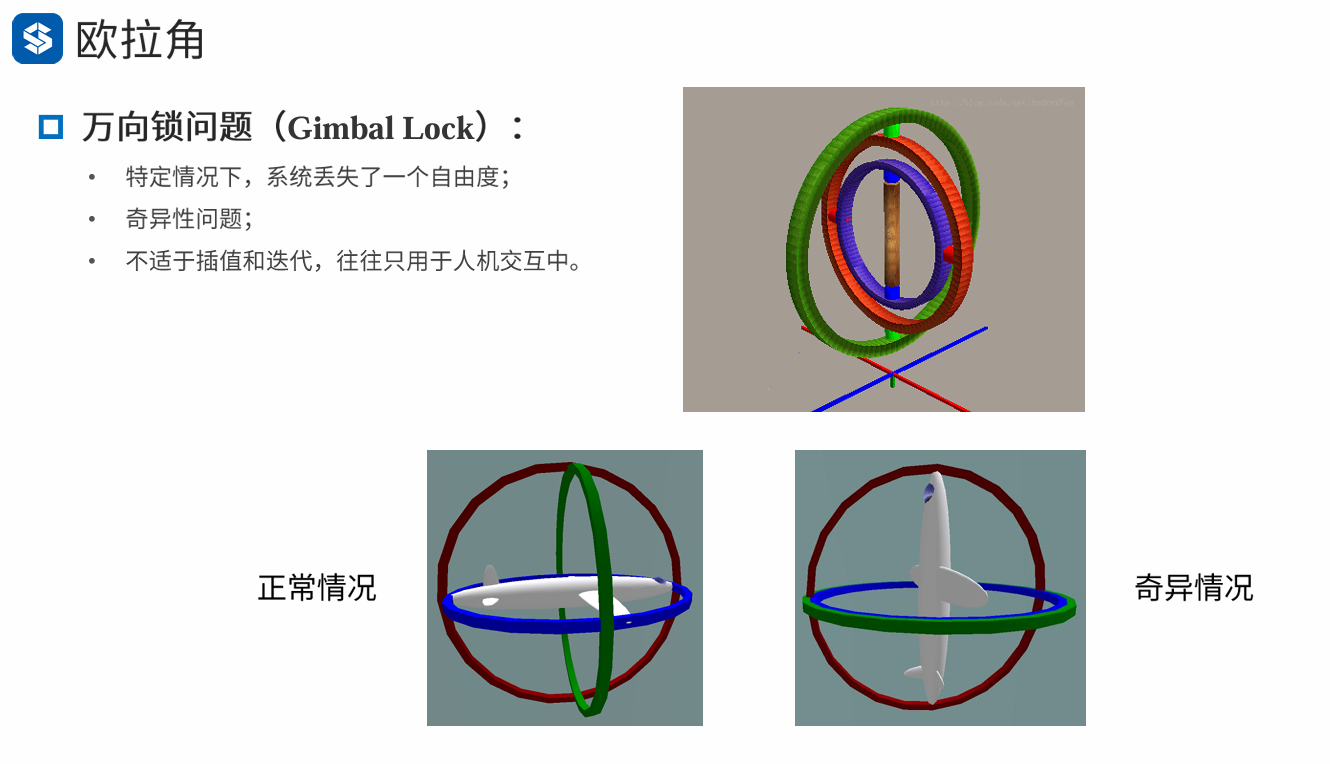 欧拉角
万向锁问题（Gimbal Lock）：
• 特定情况下，系统丢失了一个自由度；
• 奇异性问题；
• 不适于插值和迭代，往往只用于人机交互中。
正常情况
奇异情况